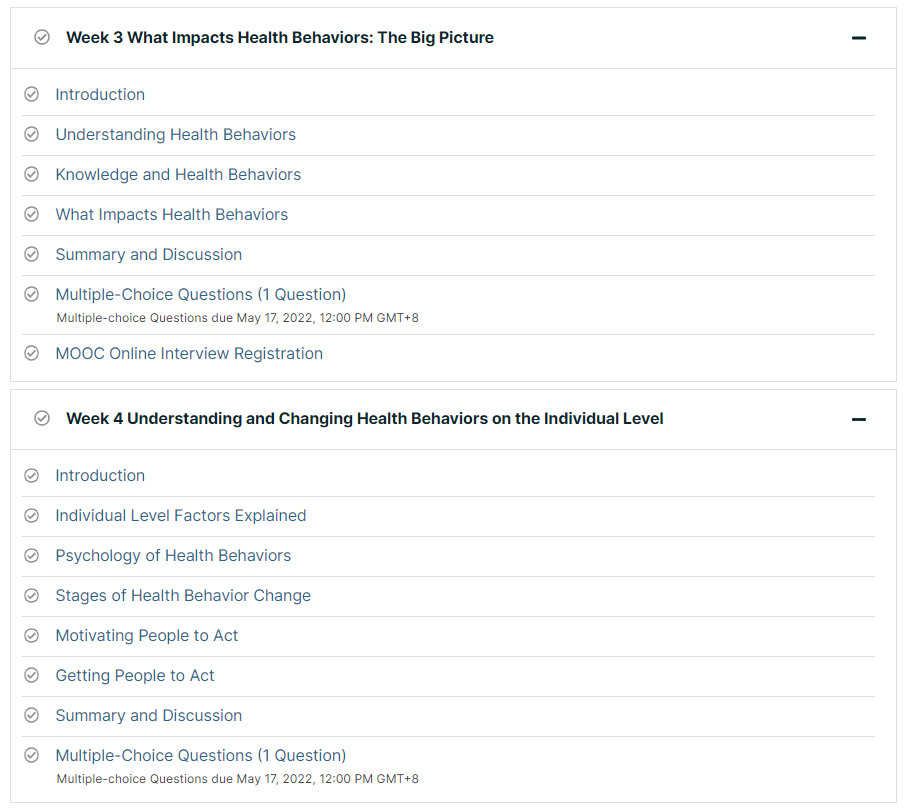 Week 3 What Impacts Health Behaviors: The Big Picture
Introduction
Understanding Health Behaviors
Knowledge and Health Behaviors
What Impacts Health Behaviors
Summary and Discussion
Multiple-Choice Questions (1 Question)
Multiple-choice Questions due May 17, 2022, 12:00 PM GMT+8
MOOC Online Interview Registration
Week 4 Understanding and Changing Health Behaviors on the Individual Level
Introduction
Individual Level Factors Explained
Psychology of Health Behaviors
Stages of Health Behavior Change
Motivating People to Act
Getting People to Act
Summary and Discussion
Multiple-Choice Questions (1 Question)
Multiple-choice Questions due May 17, 2022, 12:00 PM GMT+8